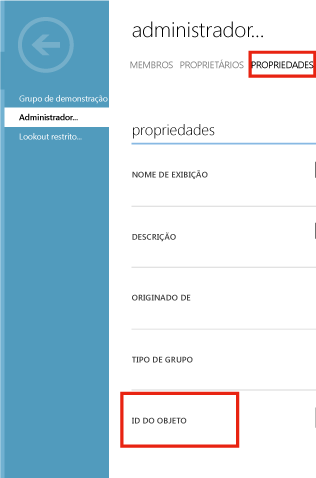 administrador...
MEMBROS PROPRIETÁRIOS PROPRIEDADES
Grupo de demonstração
Administrador...
Lookout restrito...
propriedades
NOME DE EXIBIÇÃO
DESCRIÇÃO
ORIGINADO DE
TIPO DE GRUPO
ID DO OBJETO